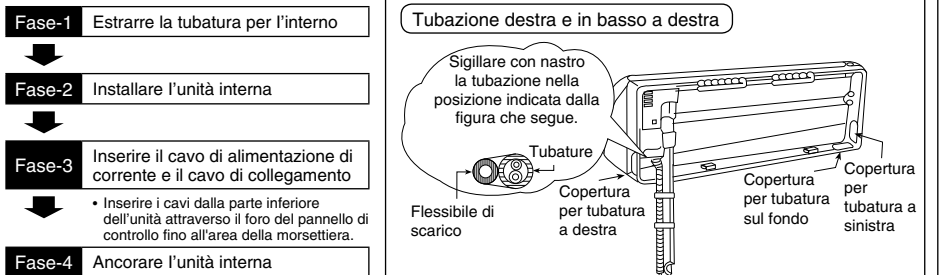 Fase-1 Estrarre la tubatura per l'interno
Fase-2 Installare l'unità interna
Fase-3 Inserire il cavo di alimentazione di
corrente e il cavo di collegamento
• Inserire i cavi dalla parte inferiore
dell'unità attraverso il foro del pannello di
controllo fino all'area della morsettiera.
Fase-4 Ancorare l'unità interna
Tubazione destra e in basso a destra
Sigillare con nastro
la tubazione nella
posizione indicata dalla
figura che segue.
Tubature
Flessibile di
scarico
Copertura
per tubatura
a destra
Copertura
per tubatura
sul fondo
Copertura
per
tubatura a
sinistra